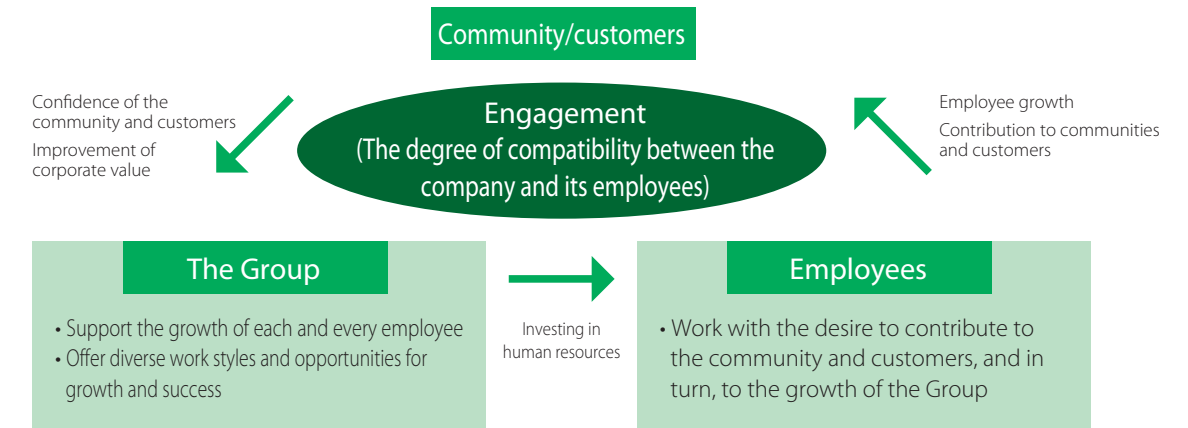 Community/customers
Confidence of the
community and customers
Improvement of
corporate value
Engagement
(The degree of compatibility between the
company and its employees)
Employee growth
Contribution to communities
and customers
The Group
• Support the growth of each and every employee
• Offer diverse work styles and opportunities for
growth and success
Investing in
human resources
Employees
• Work with the desire to contribute to
the community and customers, and in
turn, to the growth of the Group